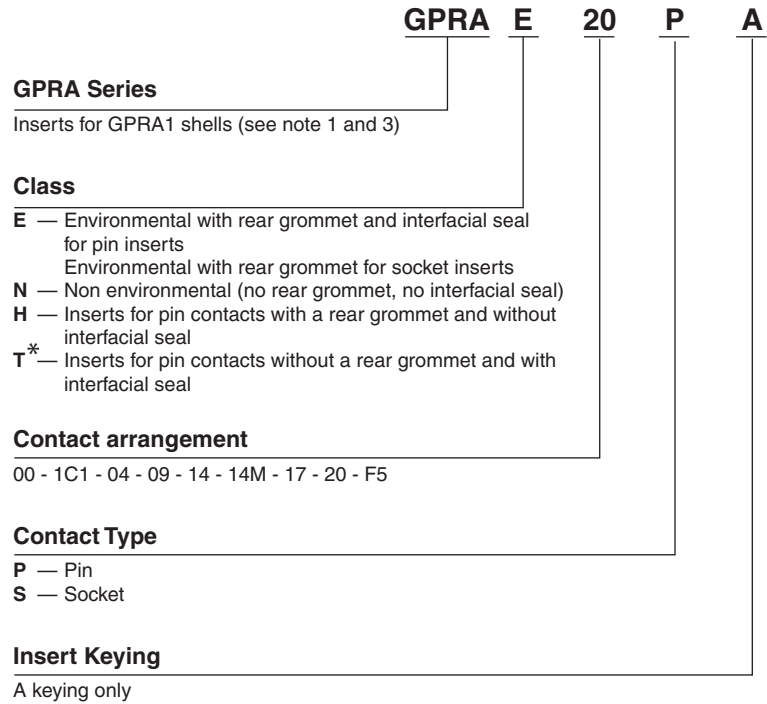 GPRA E 20 P A
GPRA Series
Inserts for GPRA1 shells (see note 1 and 3)
Class
E — Environmental with rear grommet and interfacial seal
for pin inserts
Environmental with rear grommet for socket inserts
N — Non environmental (no rear grommet, no interfacial seal)
H — Inserts for pin contacts with a rear grommet and without
interfacial seal
T*— Inserts for pin contacts without a rear grommet and with
interfacial seal
Contact arrangement
00 - 1C1 - 04 - 09 - 14 - 14M - 17 - 20 - F5
Contact Type
P — Pin
S — Socket
Insert Keying
A keying only